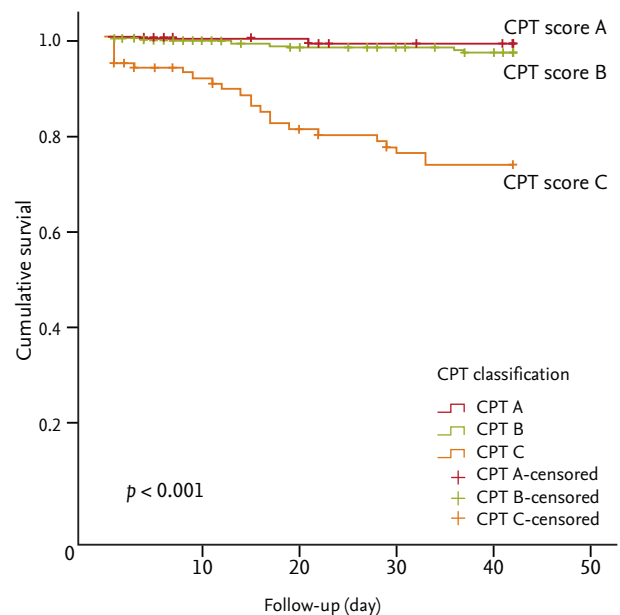 CPT score A
1.0
CPT score B
0.8
CPT score C
0.6
Cumulative survial
0.4
CPT classification
CPT A
0.2
CPT B
CPT C
CPT A-censored
p < 0.001
CPT B-censored
CPT C-censored
0
10 20 30 40 50
Follow-up (day)